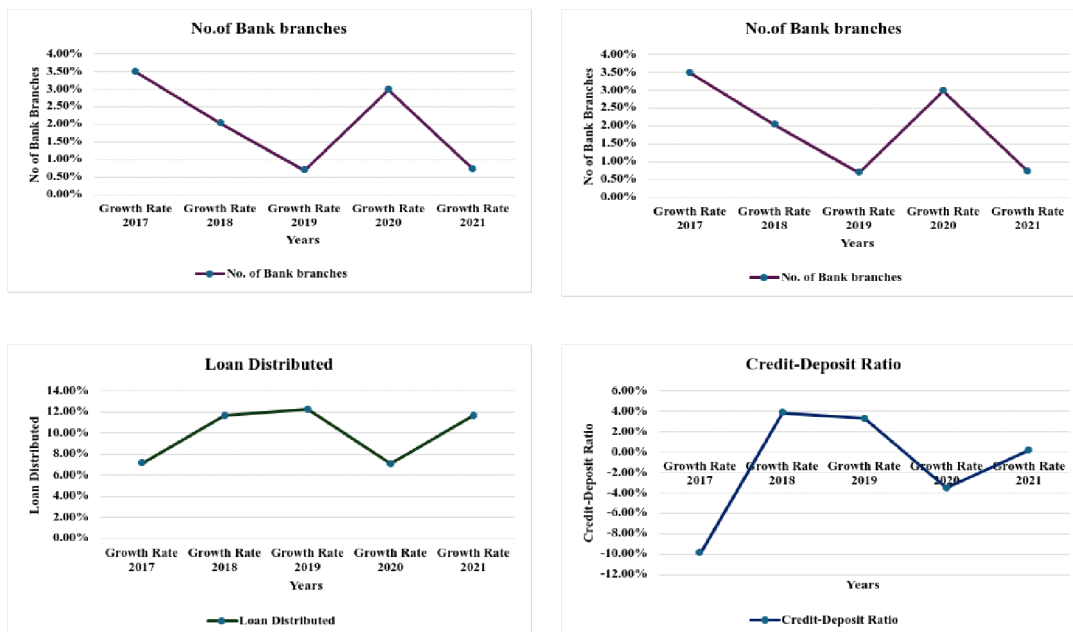 No.of Bank branches
4.00%
3.50%
3.00%
2.50%
2.00%
1.50%
1.00%
0.50%
0.00%
No of Bank Branches
Growth Rate 2017
Growth Rate 2018
Growth Rate 2019
Growth Rate 2020
Growth Rate 2021
Years
No. of Bank branches
No.of Bank branches
4.00%
3.50%
3.00%
2.50%
2.00%
1.50%
1.00%
0.50%
0.00%
No of Bank Branches
Growth Rate 2017
Growth Rate 2018
Growth Rate 2019
Growth Rate 2020
Growth Rate 2021
Years
No. of Bank branches
Loan Distributed
14.00%
12.00%
10.00%
8.00%
6.00%
4.00%
2.00%
0.00%
Loan Distributed
Growth Rate 2017
Growth Rate 2018
Growth Rate 2019
Growth Rate 2020
Growth Rate 2021
Years
Loan Distributed
Credit-Deposit Ratio
6.00%
4.00%
2.00%
0.00%
-2.00%
-4.00%
-6.00%
-8.00%
-10.00%
-12.00%
Credit-Deposit Ratio
Growth Rate 2017
Growth Rate 2018
Growth Rate 2019
Growth Rate 2020
Growth Rate 2021
Years
Credit-Deposit Ratio